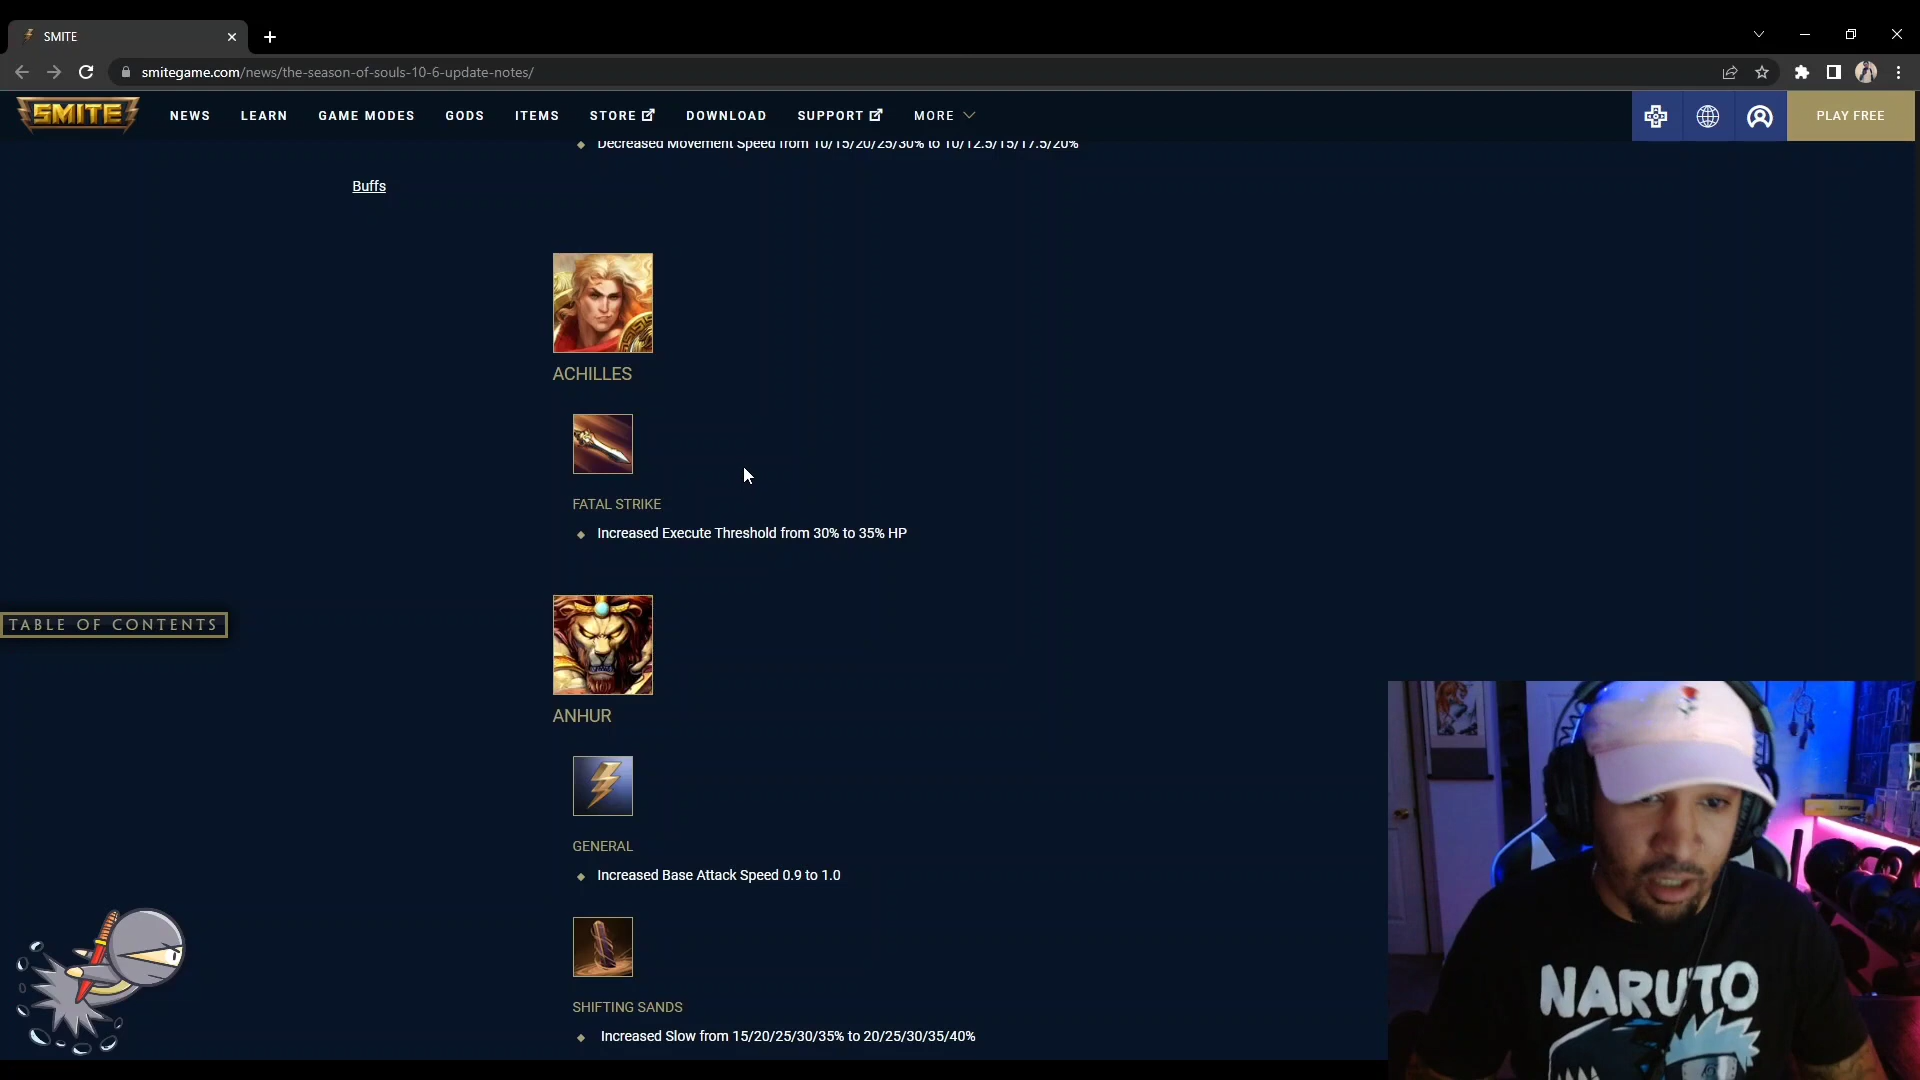 SMITE
smitegame.com/news/the-season-of-souls-10-6-update-notes/
SMITE NEWS LEARN GAME MODES GODS ITEMS STORE DOWNLOAD SUPPORT MORE PLAY FREE
Decreased Movement Speed from 10/15/20/25/30% to 10/12.5/15/17.5/20%
Buffs
ACHILLES
FATAL STRIKE
Increased Execute Threshold from 30% to 35% HP
TABLE OF CONTENTS
ANHUR
GENERAL
Increased Base Attack Speed 0.9 to 1.0
SHIFTING SANDS
Increased Slow from 15/20/25/30/35% to 20/25/30/35/40%
NARUTO